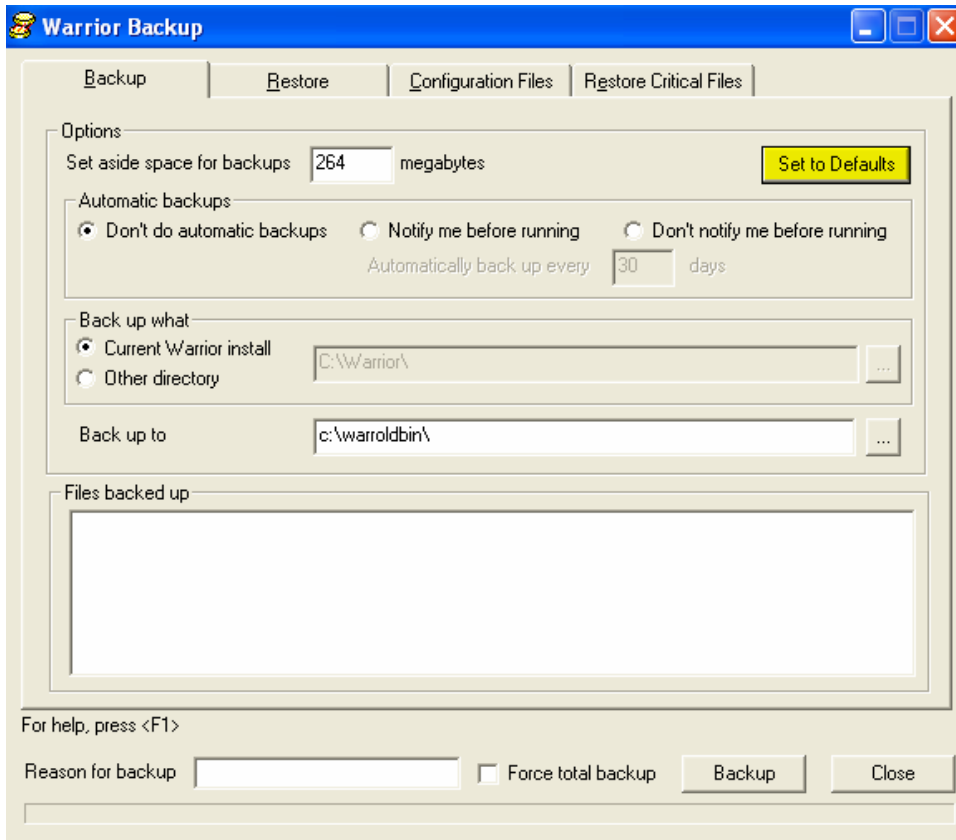 Warrior Backup
Backup Restore Configuration Files Restore Critical Files
Options
Set aside space for backups 264 megabytes Set to Defaults
Automatic backups
Don't do automatic backups Notify me before running Don't notify me before running
Automatically back up every 30 days
Back up what
Current Warrior install
C:\Warrior\ ...
Other directory
Back up to c:\warroldbin\ ...
Files backed up
For help, press <F1>
Reason for backup Force total backup Backup Close